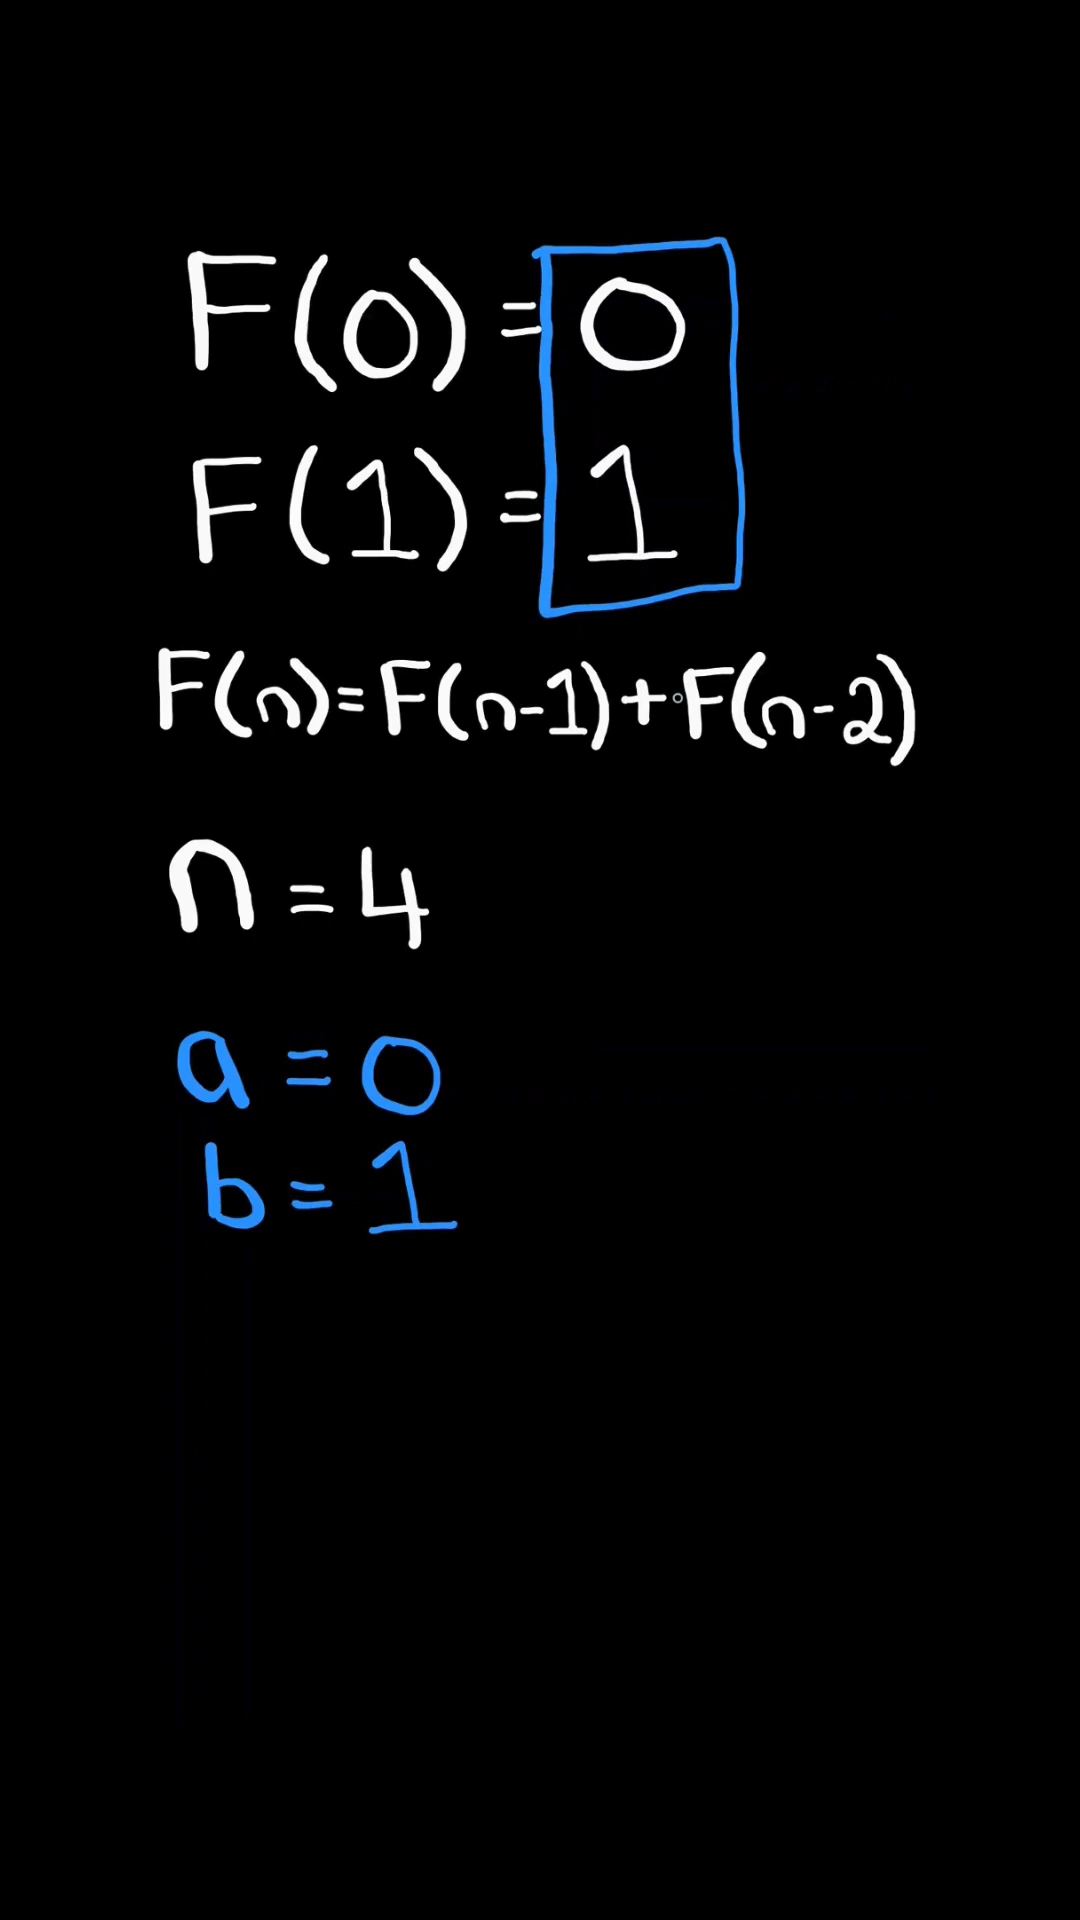 F(0)=0
F(1)=1
F(n)=F(n-1)+F(n-2)
n=4
a=0
b=1